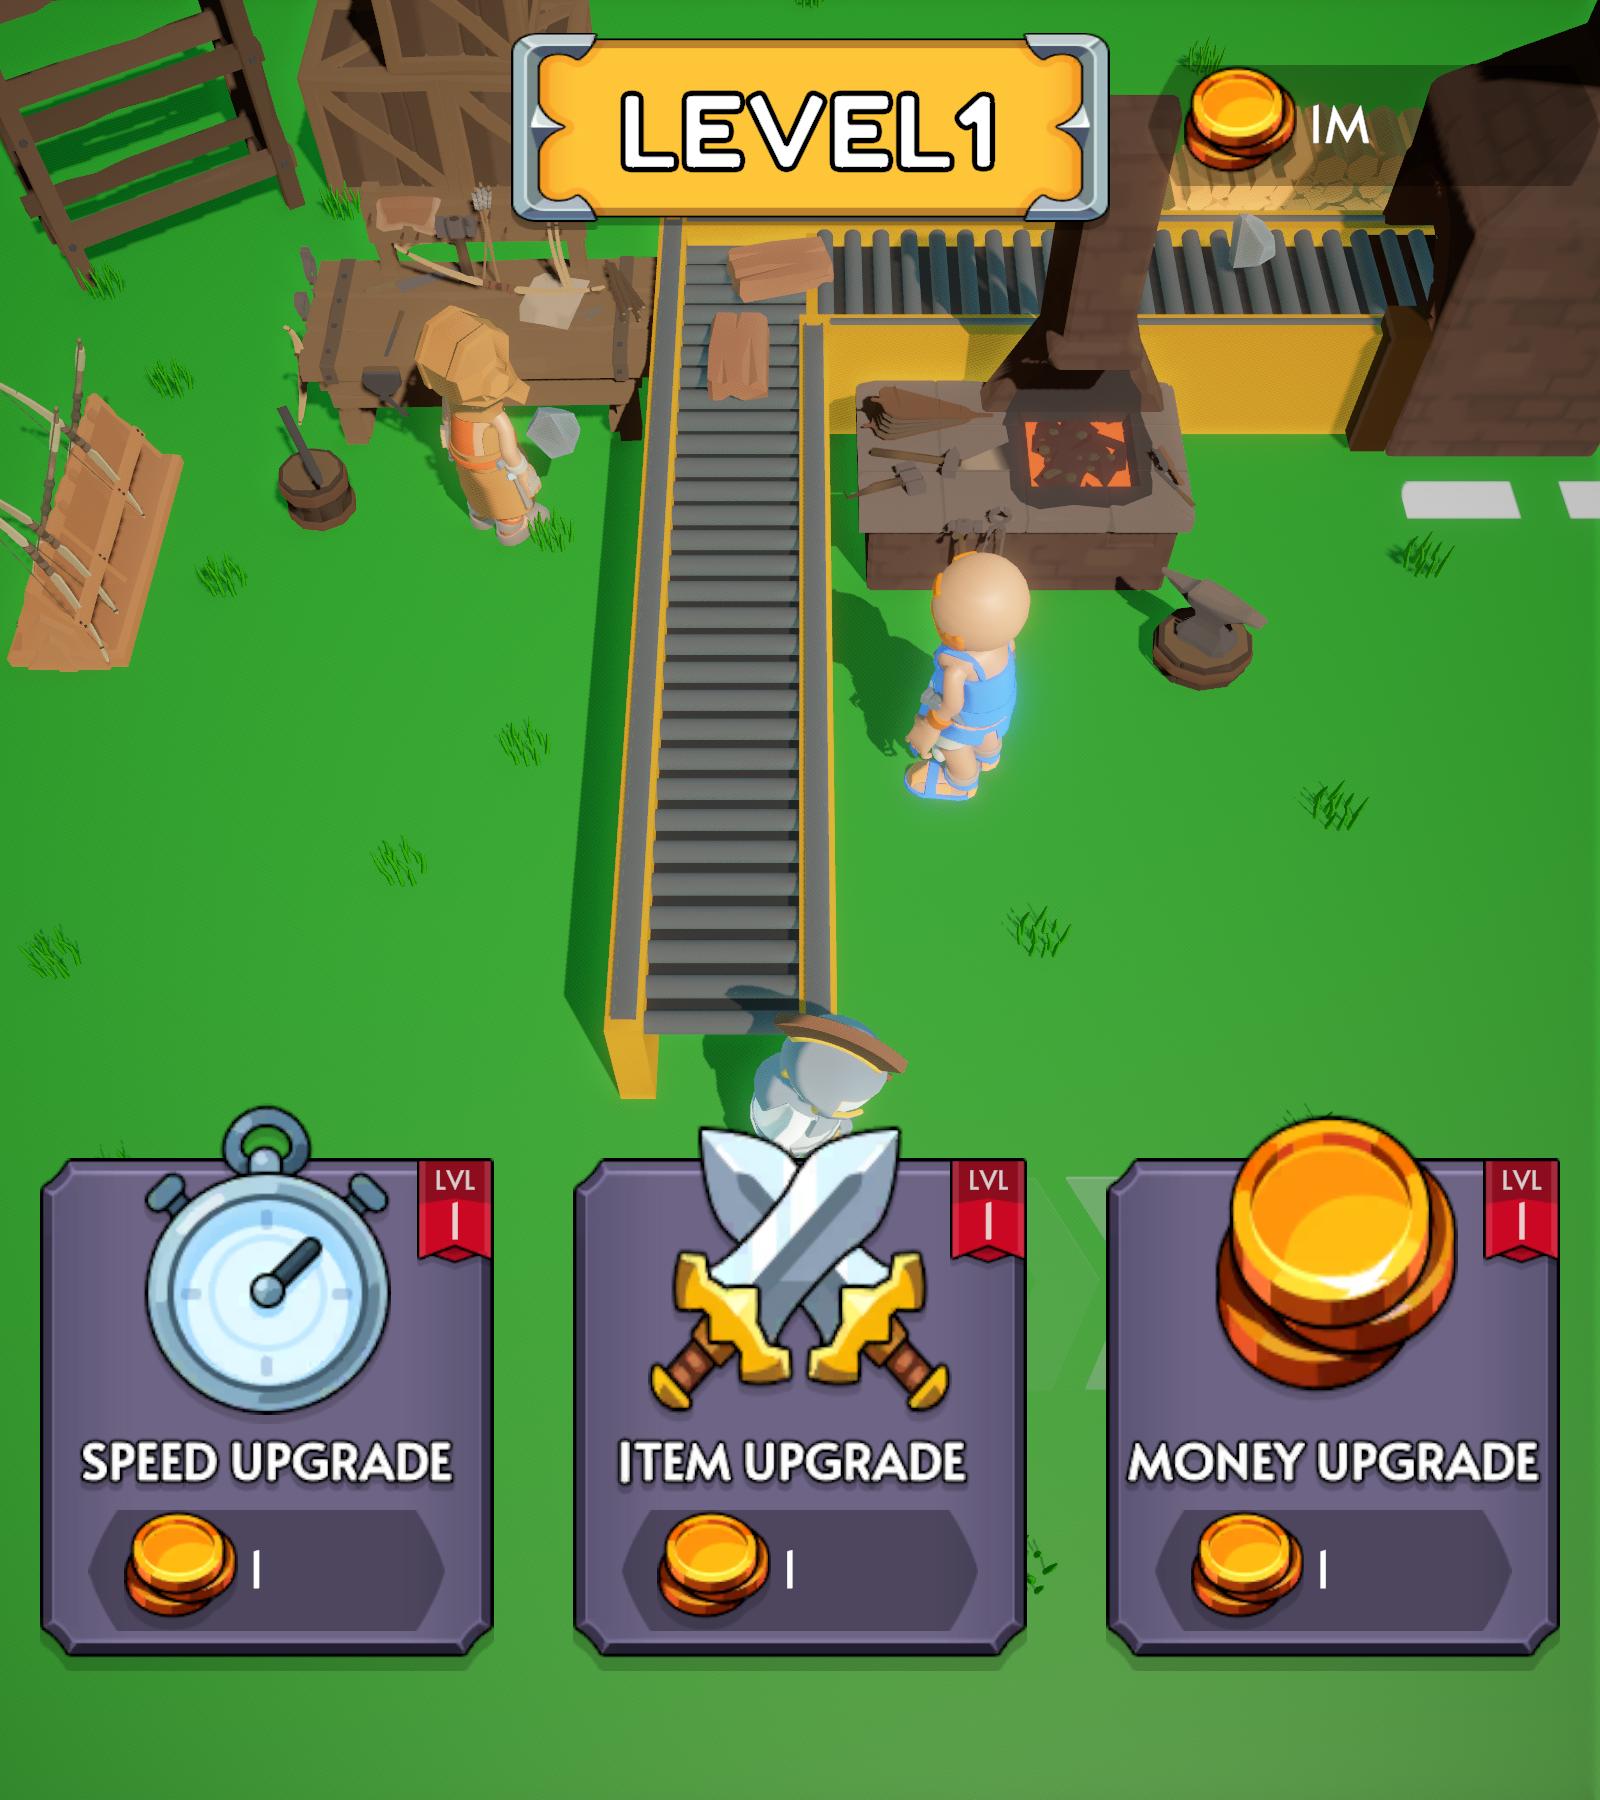 LEVEL1
1M
LVL
1
LVL
1
LVL
1
SPEED UPGRADE
ITEM UPGRADE
MONEY UPGRADE
1
1
1